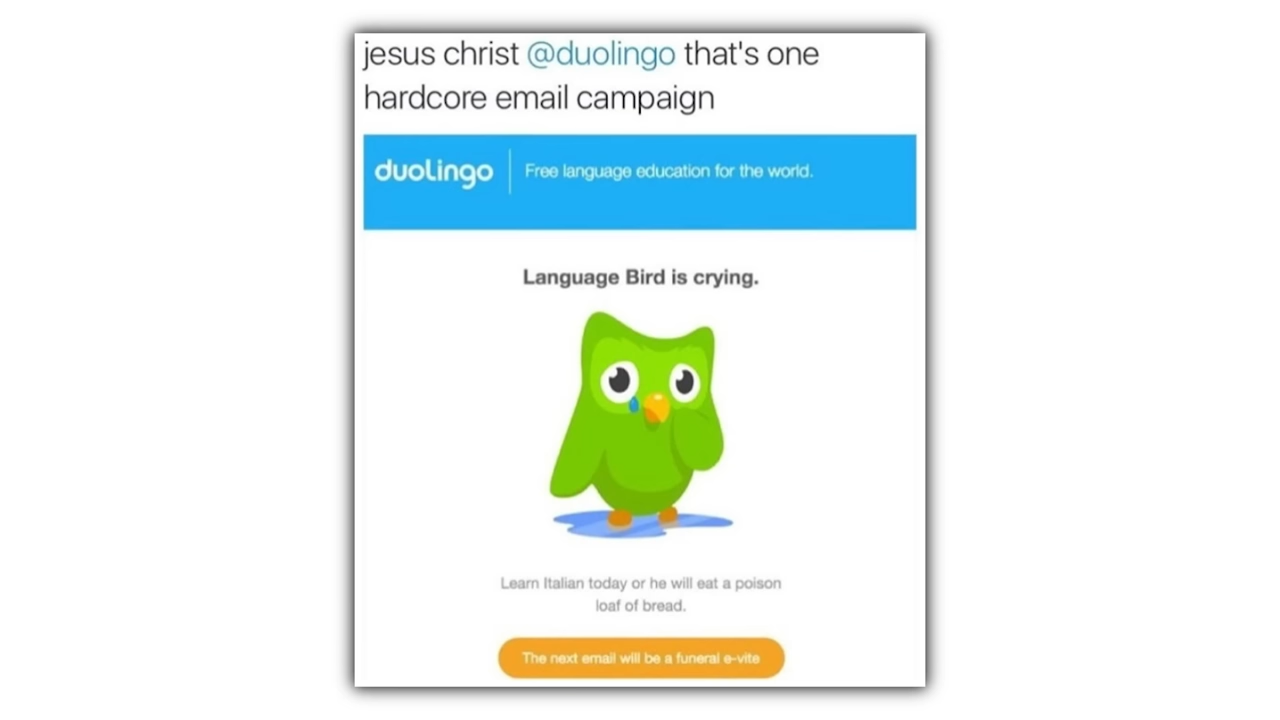 jesus christ @duolingo that's one
hardcore email campaign
duolingo
Free language education for the world.
Language Bird is crying.
Learn Italian today or he will eat a poison
loaf of bread.
The next email will be a funeral e-vite